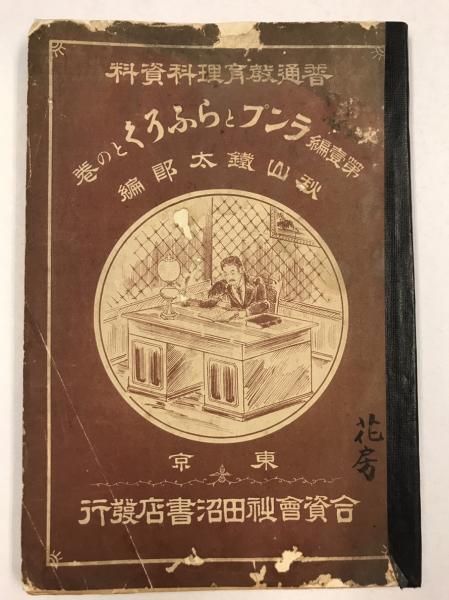 普通敎育理科資料
第壹編 ランプとらふそくとの巻
秋山鐵太郎編
東京
合資會社田沼書店發行
花房